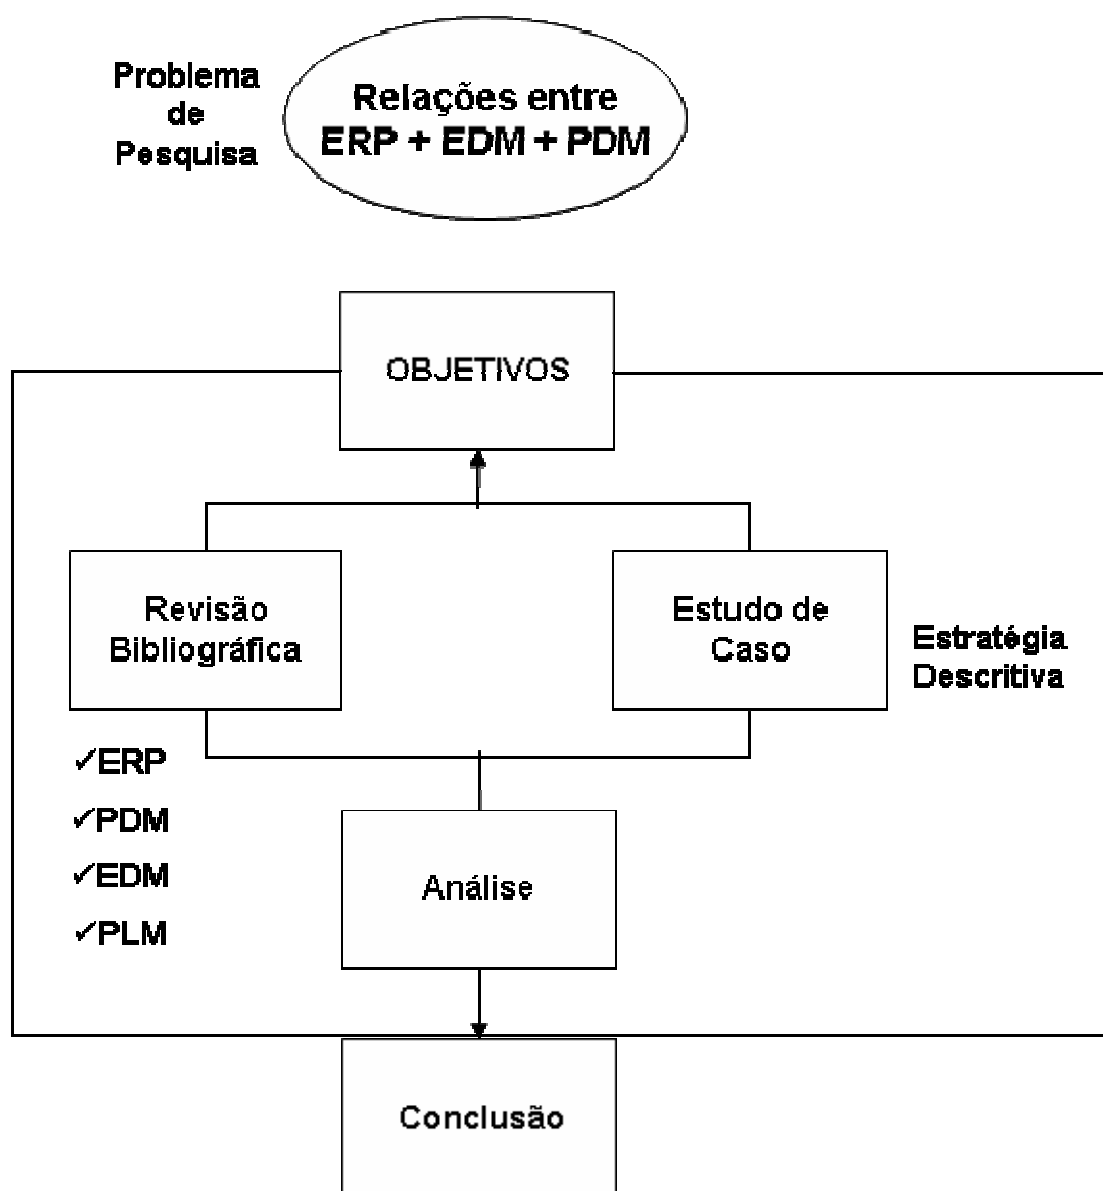 Problema
de
Pesquisa
Relações entre
ERP + EDM + PDM
OBJETIVOS
Revisão
Bibliográfica
Estudo de
Caso
Estratégia
Descritiva
✓ERP
✓PDM
✓EDM
✓PLM
Análise
Conclusão